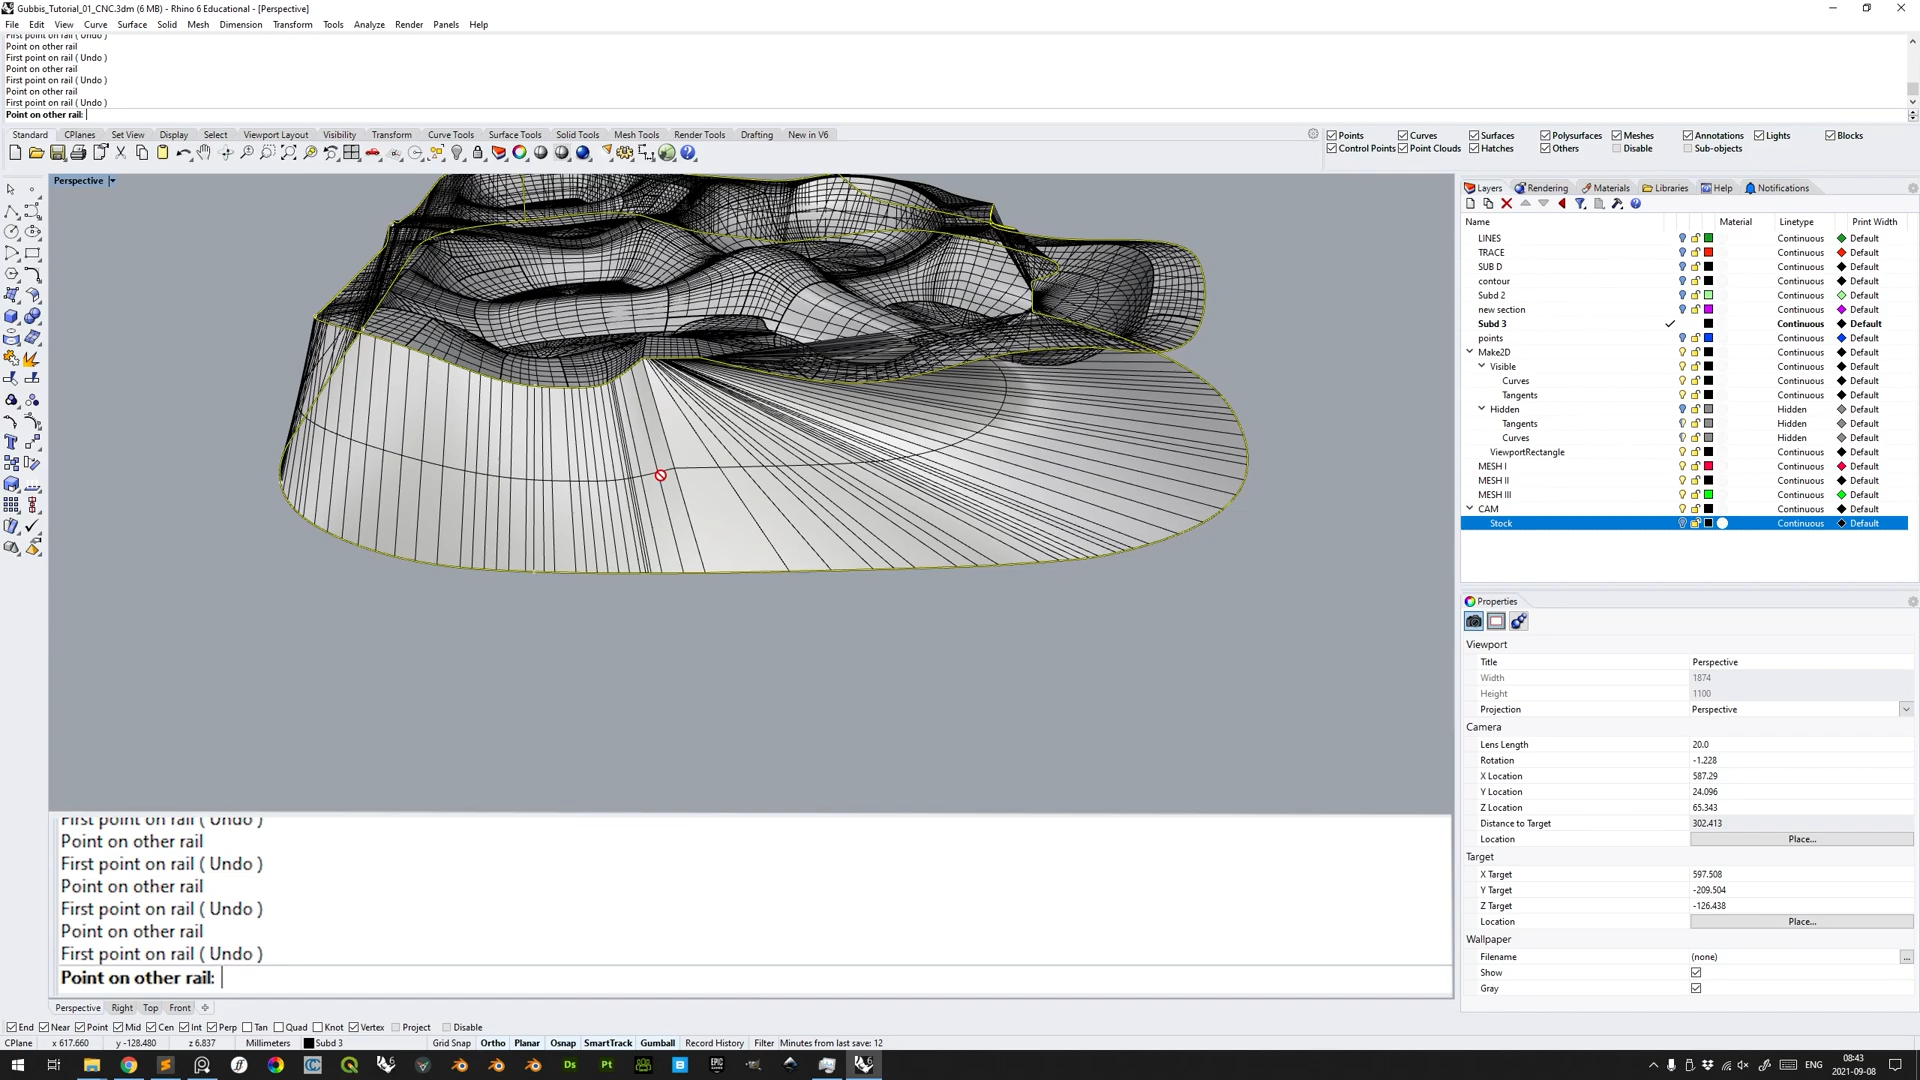 Gubbis_Tutorial_01_CNC.3dm (6 MB) - Rhino 6 Educational - [Perspective]
File Edit View Curve Surface Solid Mesh Dimension Transform Tools Analyze Render Panels Help
First point on rail ( Undo )
Point on other rail
First point on rail ( Undo )
Point on other rail
First point on rail ( Undo )
Point on other rail
First point on rail ( Undo )
Point on other rail:
Standard CPlanes Set View Display Select Viewport Layout Visibility Transform Curve Tools Surface Tools Solid Tools Mesh Tools Render Tools Drafting New in V6
Points Curves Surfaces Polysurfaces Meshes Annotations Lights Blocks
Control Points Point Clouds Hatches Others Disable Sub-objects
Perspective
Layers Rendering Materials Libraries Help Notifications
Name Material Linetype Print Width
LINES Continuous Default
TRACE Continuous Default
SUB D Continuous Default
contour Continuous Default
Subd 2 Continuous Default
new section Continuous Default
Subd 3 Continuous Default
points Continuous Default
Make2D Continuous Default
Visible Continuous Default
Curves Continuous Default
Tangents Continuous Default
Hidden Hidden Default
Tangents Hidden Default
Curves Hidden Default
ViewportRectangle Continuous Default
MESH I Continuous Default
MESH II Continuous Default
MESH III Continuous Default
CAM Continuous Default
Stock Continuous Default
Properties
Viewport
Title Perspective
Width 1874
Height 1100
Projection Perspective
Camera
Lens Length 20.0
Rotation -1.228
X Location 587.29
Y Location 24.096
Z Location 65.343
Distance to Target 302.413
Location Place...
Target
X Target 597.508
Y Target -209.504
Z Target -126.438
Location Place...
Wallpaper
Filename (none) ...
Show
Gray
First point on rail ( Undo )
Point on other rail
First point on rail ( Undo )
Point on other rail
First point on rail ( Undo )
Point on other rail
First point on rail ( Undo )
Point on other rail:
Perspective Right Top Front
End Near Point Mid Cen Int Perp Tan Quad Knot Vertex Project Disable
CPlane x 617.660 y -128.480 z 6.837 Millimeters Subd 3 Grid Snap Ortho Planar Osnap SmartTrack Gumball Record History Filter Minutes from last save: 12
Ds Pt B EPIC ENG 08:43
2021-09-08